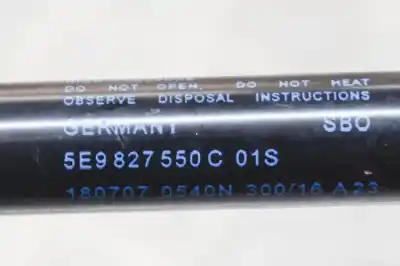 DO NOT OPEN. DO NOT HEAT
OBSERVE DISPOSAL INSTRUCTIONS
GERMANY SBO
5E9 827 550 C 01S
180707 0540N 300/16 A 23